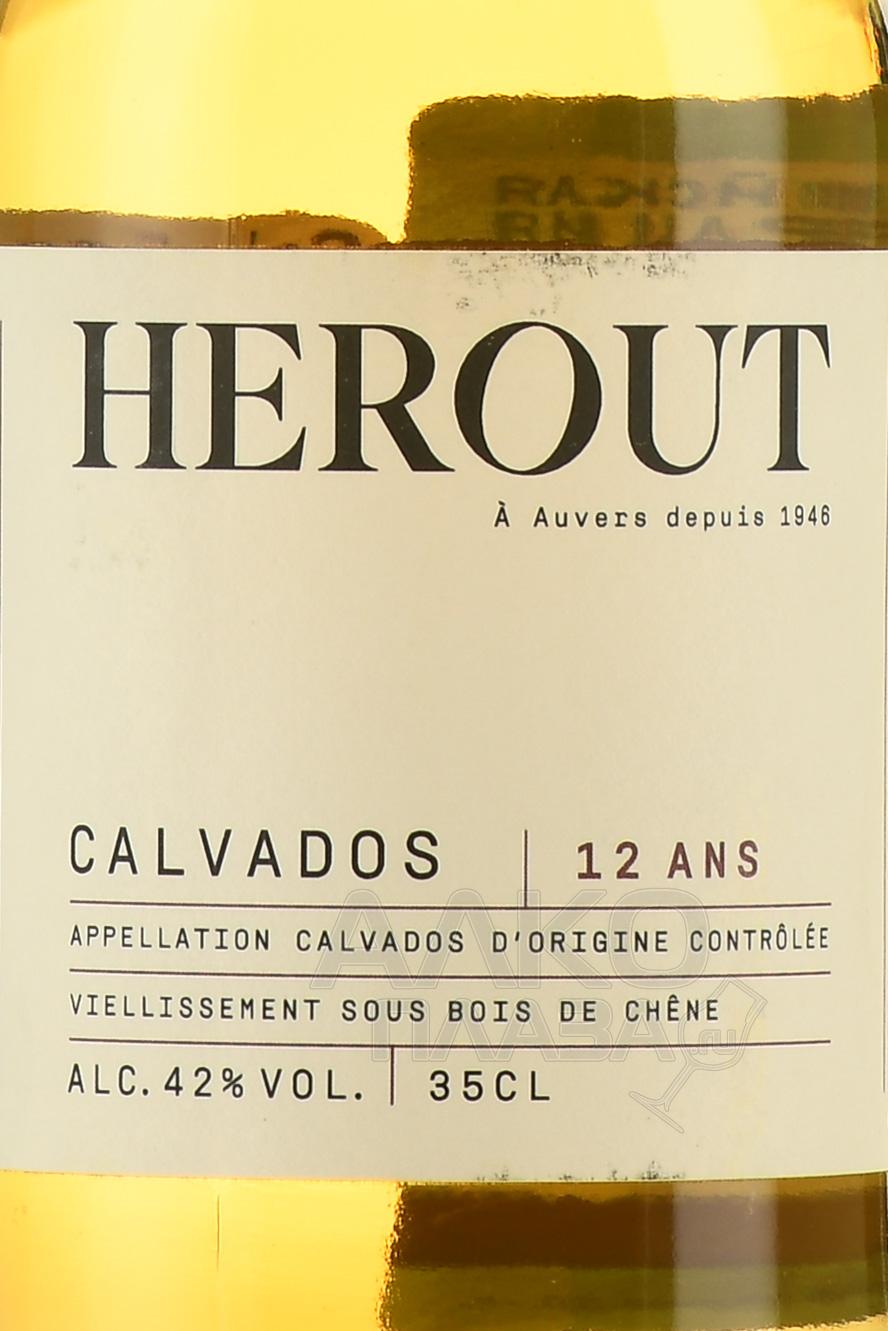 HEROUT
À Auvers depuis 1946
CALVADOS | 12 ANS
APPELLATION CALVADOS D'ORIGINE CONTRÔLÉE
VIELLISSEMENT SOUS BOIS DE CHÊNE
ALC. 42% VOL. | 35CL